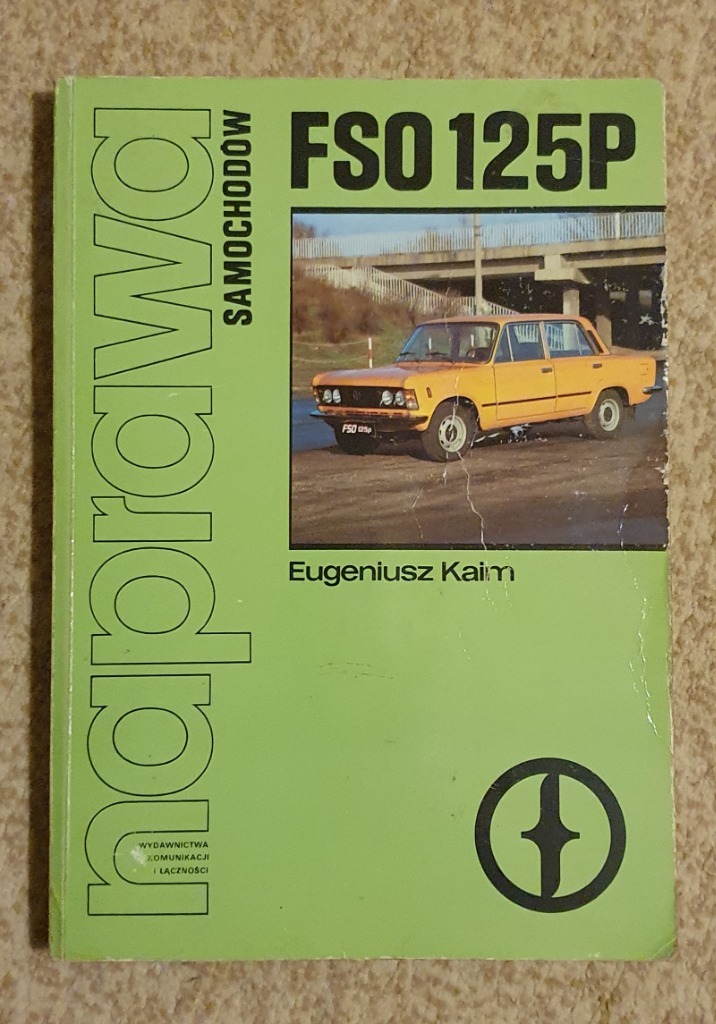 naprawa
SAMOCHODÓW
FSO 125P
FSO 125p
Eugeniusz Kaim
WYDAWNICTWA
KOMUNIKACJI
I ŁĄCZNOŚCI